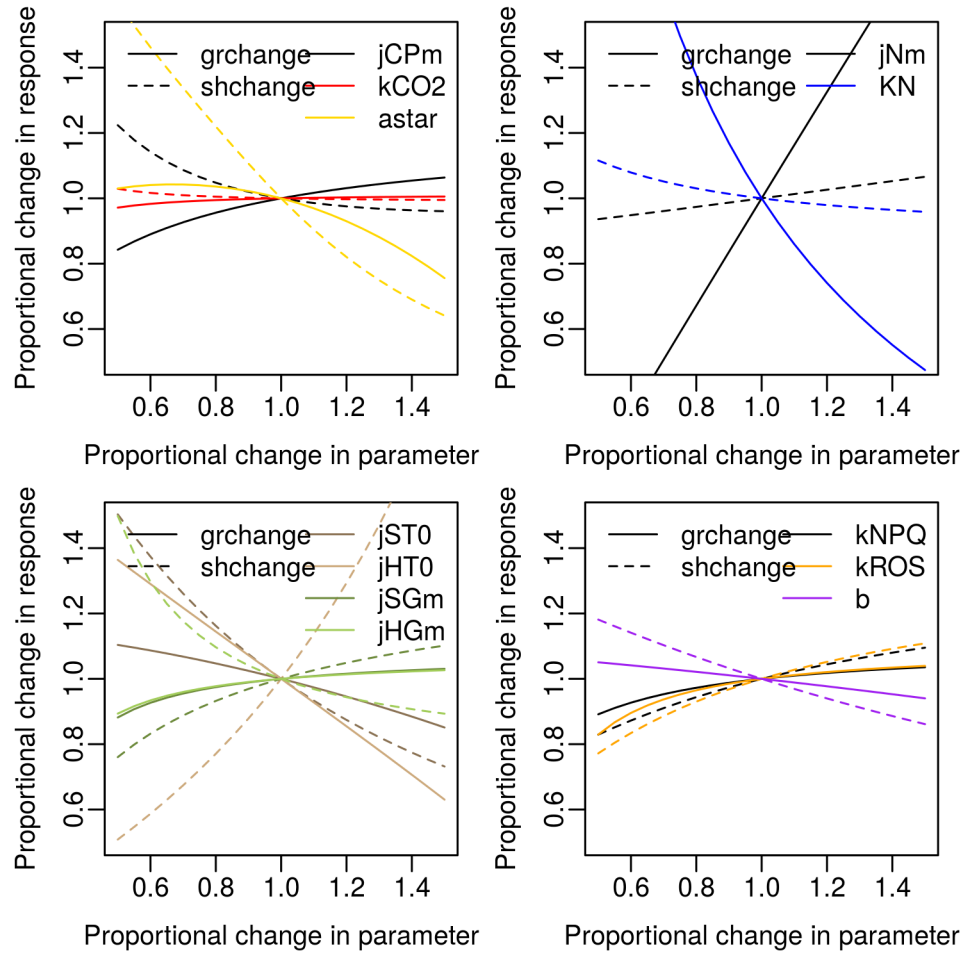 Proportional change in response
1.4
1.2
1.0
0.8
0.6
grchange jCPm
shchange kCO2
astar
0.6 0.8 1.0 1.2 1.4
Proportional change in parameter
Proportional change in response
1.4
1.2
1.0
0.8
0.6
grchange jNm
shchange KN
0.6 0.8 1.0 1.2 1.4
Proportional change in parameter
Proportional change in response
1.4
1.2
1.0
0.8
0.6
grchange jST0
shchange jHT0
jSGm
jHGm
0.6 0.8 1.0 1.2 1.4
Proportional change in parameter
Proportional change in response
1.4
1.2
1.0
0.8
0.6
grchange kNPQ
shchange kROS
b
0.6 0.8 1.0 1.2 1.4
Proportional change in parameter